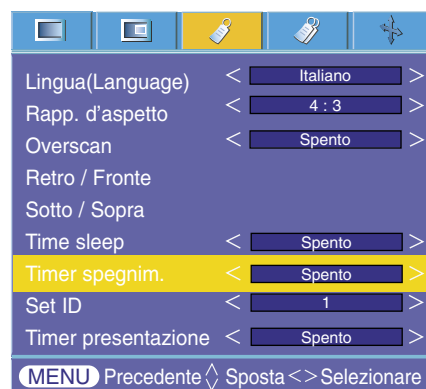 Lingua(Language) < Italiano >
Rapp. d'aspetto < 4 : 3 >
Overscan < Spento >
Retro / Fronte
Sotto / Sopra
Time sleep < Spento >
Timer spegnim. < Spento >
Set ID < 1 >
Timer presentazione < Spento >
MENU Precedente Sposta <> Selezionare